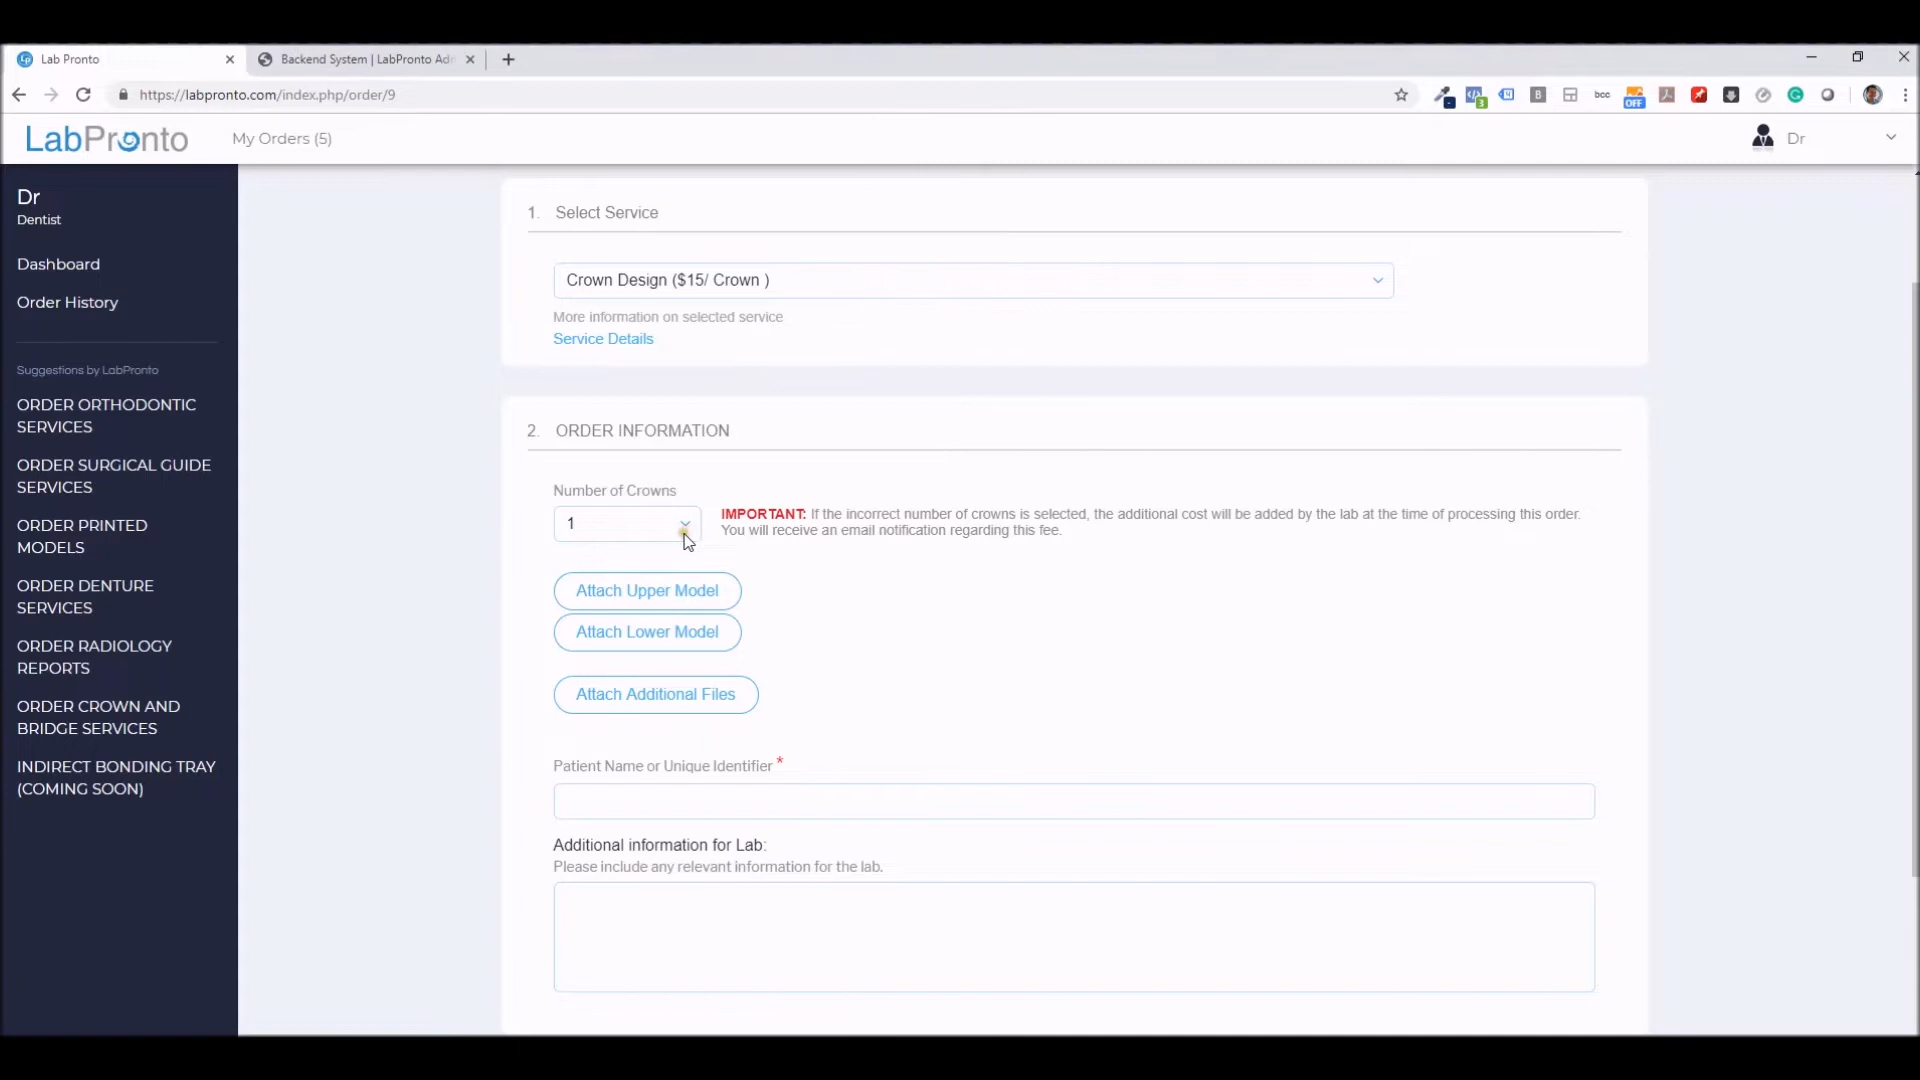 Lab Pronto
Backend System | LabPronto Adm
https://labpronto.com/index.php/order/9
B
bcc
OFF
3
LabPronto
My Orders (5)
Dr
Dr
Dentist
Dashboard
Order History
Suggestions by LabPronto
ORDER ORTHODONTIC
SERVICES
ORDER SURGICAL GUIDE
SERVICES
ORDER PRINTED
MODELS
ORDER DENTURE
SERVICES
ORDER RADIOLOGY
REPORTS
ORDER CROWN AND
BRIDGE SERVICES
INDIRECT BONDING TRAY
(COMING SOON)
1. Select Service
Crown Design ($15/ Crown )
More information on selected service
Service Details
2. ORDER INFORMATION
Number of Crowns
1
IMPORTANT: If the incorrect number of crowns is selected, the additional cost will be added by the lab at the time of processing this order.
You will receive an email notification regarding this fee.
Attach Upper Model
Attach Lower Model
Attach Additional Files
Patient Name or Unique Identifier *
Additional information for Lab:
Please include any relevant information for the lab.